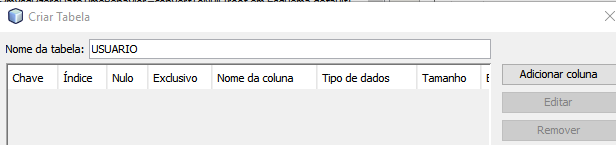 Criar Tabela
Nome da tabela: USUARIO
Chave Índice Nulo Exclusivo Nome da coluna Tipo de dados Tamanho
Adicionar coluna
Editar
Remover